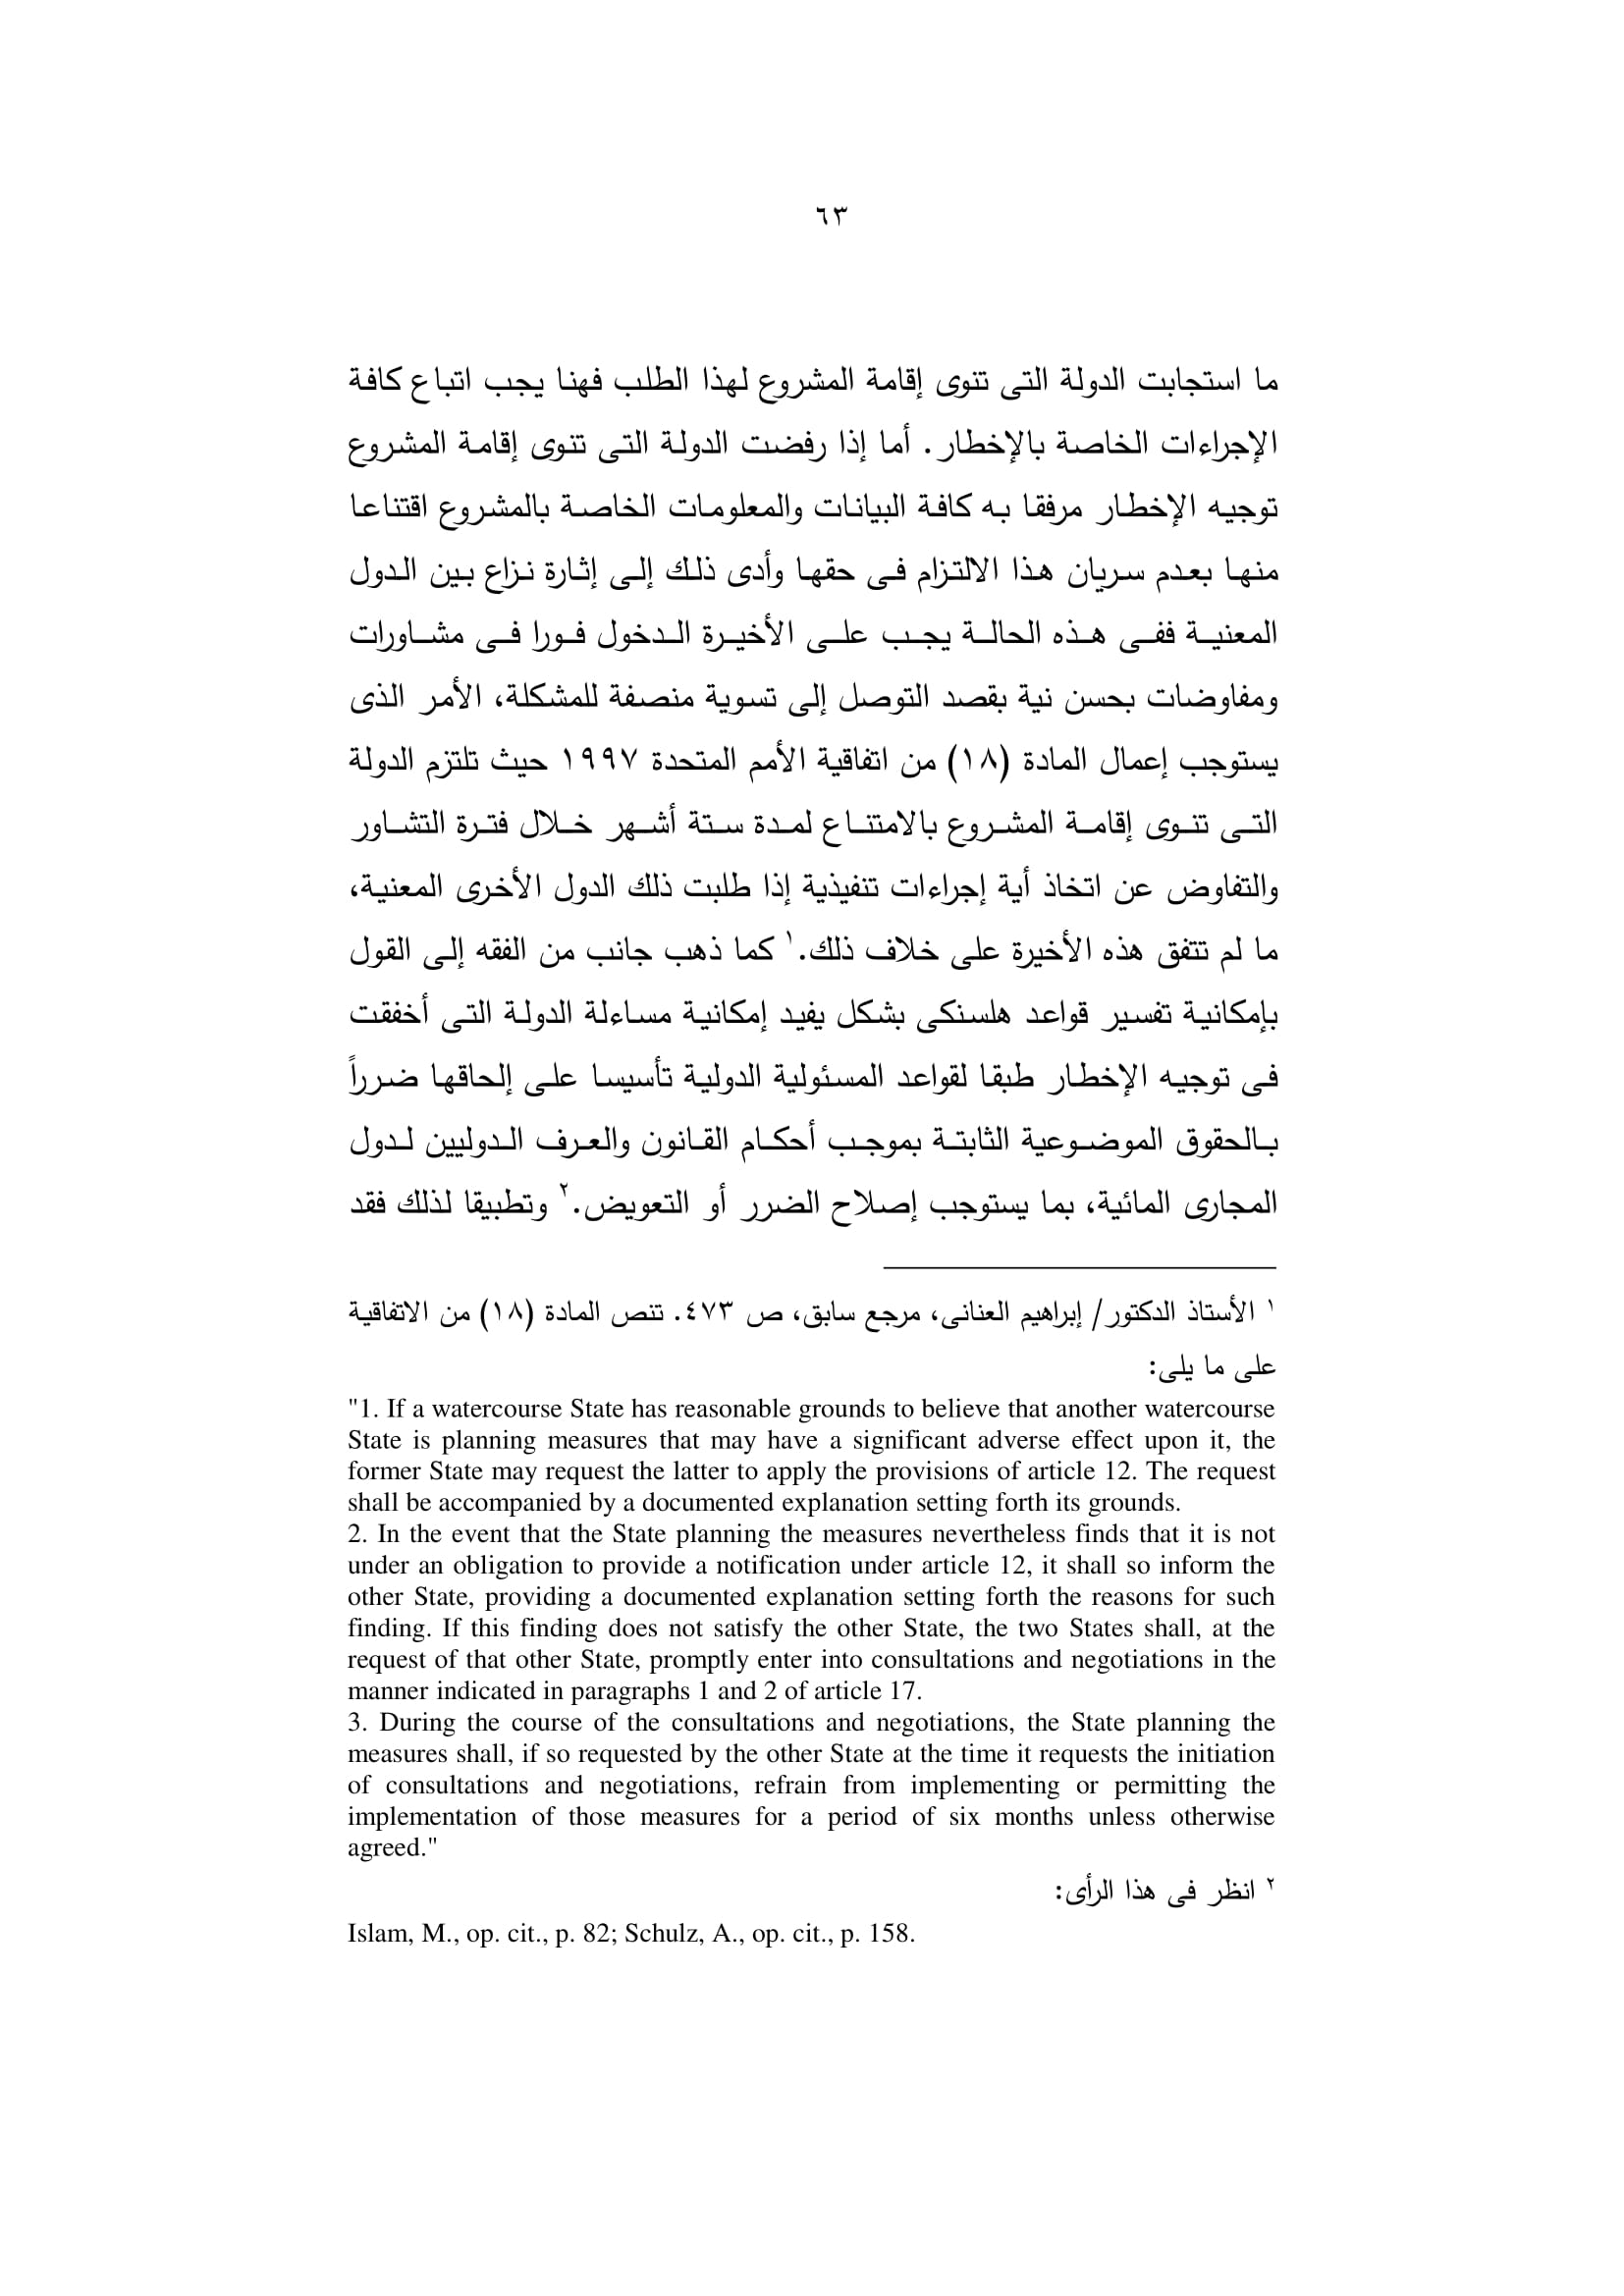 ٦٣
ما استجابت الدولة التى تنوى إقامة المشروع لهذا الطلب فهنا يجب اتباع كافة
الإجراءات الخاصة بالإخطار. أما إذا رفضت الدولة التى تنوى إقامة المشروع
توجيه الإخطار مرفقا به كافة البيانات والمعلومات الخاصة بالمشروع اقتناعا
منها بعدم سريان هذا الالتزام فى حقها وأدى ذلك إلى إثارة نزاع بين الدول
المعنية ففى هذه الحالة يجب على الأخيرة الدخول فورا فى مشاورات
ومفاوضات بحسن نية بقصد التوصل إلى تسوية منصفة للمشكلة، الأمر الذى
يستوجب إعمال المادة (١٨) من اتفاقية الأمم المتحدة ١٩٩٧ حيث تلتزم الدولة
التى تنوى إقامة المشروع بالامتناع لمدة ستة أشهر خلال فترة التشاور
والتفاوض عن اتخاذ أية إجراءات تنفيذية إذا طلبت ذلك الدول الأخرى المعنية،
ما لم تتفق هذه الأخيرة على خلاف ذلك.١ كما ذهب جانب من الفقه إلى القول
بإمكانية تفسير قواعد هلسنكى بشكل يفيد إمكانية مساءلة الدولة التى أخفقت
فى توجيه الإخطار طبقا لقواعد المسئولية الدولية تأسيسا على إلحاقها ضرراً
بالحقوق الموضوعية الثابتة بموجب أحكام القانون والعرف الدوليين لدول
المجارى المائية، بما يستوجب إصلاح الضرر أو التعويض.٢ وتطبيقا لذلك فقد
١ الأستاذ الدكتور/ إبراهيم العنانى، مرجع سابق، ص ٤٧٣. تنص المادة (١٨) من الاتفاقية
على ما يلى:
"1. If a watercourse State has reasonable grounds to believe that another watercourse
State is planning measures that may have a significant adverse effect upon it, the
former State may request the latter to apply the provisions of article 12. The request
shall be accompanied by a documented explanation setting forth its grounds.
2. In the event that the State planning the measures nevertheless finds that it is not
under an obligation to provide a notification under article 12, it shall so inform the
other State, providing a documented explanation setting forth the reasons for such
finding. If this finding does not satisfy the other State, the two States shall, at the
request of that other State, promptly enter into consultations and negotiations in the
manner indicated in paragraphs 1 and 2 of article 17.
3. During the course of the consultations and negotiations, the State planning the
measures shall, if so requested by the other State at the time it requests the initiation
of consultations and negotiations, refrain from implementing or permitting the
implementation of those measures for a period of six months unless otherwise
agreed."
٢ انظر فى هذا الرأى:
Islam, M., op. cit., p. 82; Schulz, A., op. cit., p. 158.